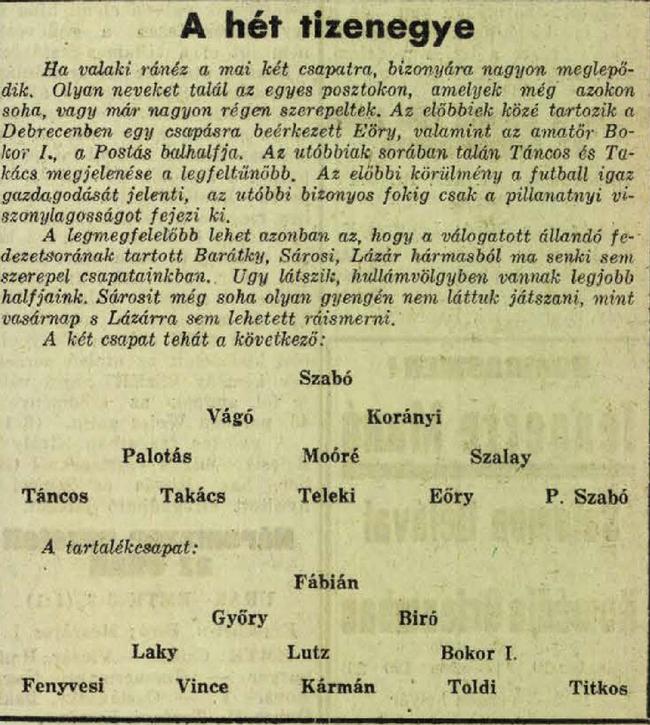 A hét tizenegye
Ha valaki ránéz a mai két csapatra, bizonyára nagyon meglepő-
dik. Olyan neveket talál az egyes posztokon, amelyek még azokon
soha, vagy már nagyon régen szerepeltek. Az előbbiek közé tartozik a
Debrecenben egy csapásra beérkezett Eőry, valamint az amatőr Bo-
kor I., a Postás balhalfja. Az utóbbiak sorában talán Táncos és Ta-
kács megjelenése a legfeltűnőbb. Az előbbi körülmény a futball igaz
gazdagodását jelenti, az utóbbi bizonyos fokig csak a pillanatnyi vi-
szonylagosságot fejezi ki.
A legmegfelelőbb lehet azonban az, hogy a válogatott állandó fe-
dezetsorának tartott Barátky, Sárosi, Lázár hármasból ma senki sem
szerepel csapatainkban. Ugy látszik, hullámvölgyben vannak legjobb
halfjaink. Sárosit még soha olyan gyengén nem láttuk játszani, mint
vasárnap s Lázárra sem lehetett ráismerni.
A két csapat tehát a következő:
Szabó
Vágó Korányi
Palotás Moóré Szalay
Táncos Takács Teleki Eőry P. Szabó
A tartalékcsapat:
Fábián
Győry Biró
Laky Lutz Bokor I.
Fenyvesi Vince Kármán Toldi Titkos